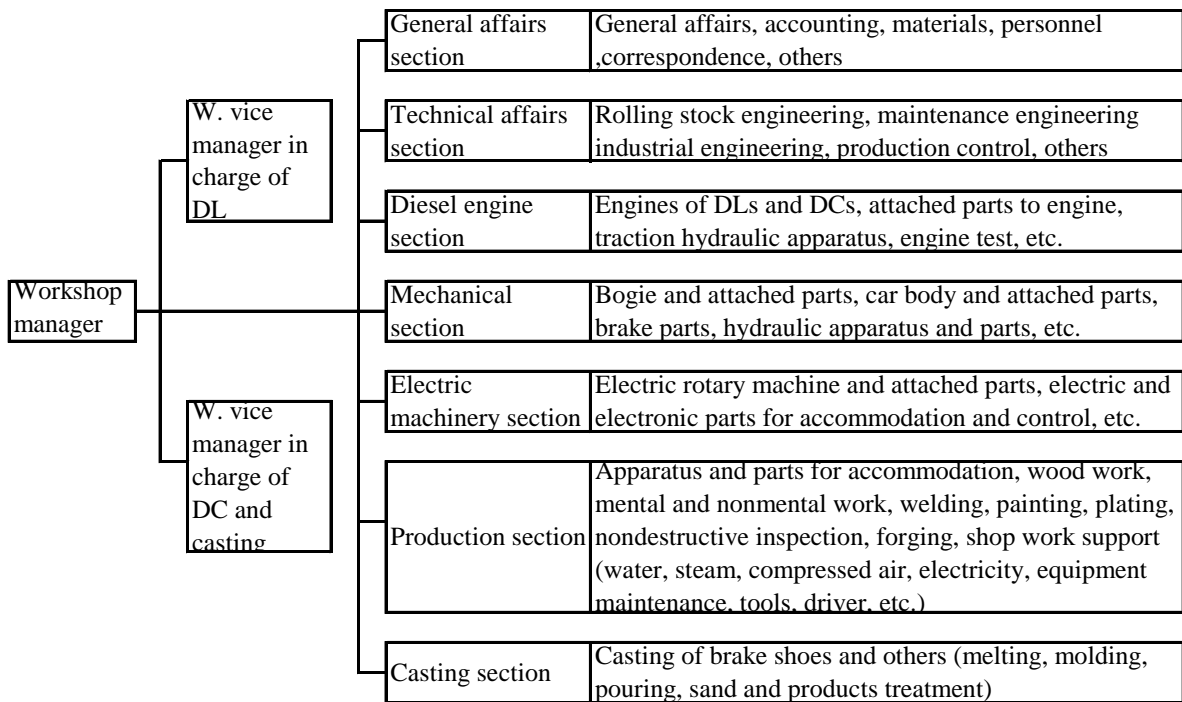 General affairs
section
General affairs, accounting, materials, personnel
,correspondence, others
W. vice
manager in
charge of
DL
Technical affairs
section
Rolling stock engineering, maintenance engineering
industrial engineering, production control, others
Diesel engine
section
Engines of DLs and DCs, attached parts to engine,
traction hydraulic apparatus, engine test, etc.
Workshop
manager
Mechanical
section
Bogie and attached parts, car body and attached parts,
brake parts, hydraulic apparatus and parts, etc.
W. vice
manager in
charge of
DC and
casting
Electric
machinery section
Electric rotary machine and attached parts, electric and
electronic parts for accommodation and control, etc.
Production section
Apparatus and parts for accommodation, wood work,
mental and nonmental work, welding, painting, plating,
nondestructive inspection, forging, shop work support
(water, steam, compressed air, electricity, equipment
maintenance, tools, driver, etc.)
Casting section
Casting of brake shoes and others (melting, molding,
pouring, sand and products treatment)